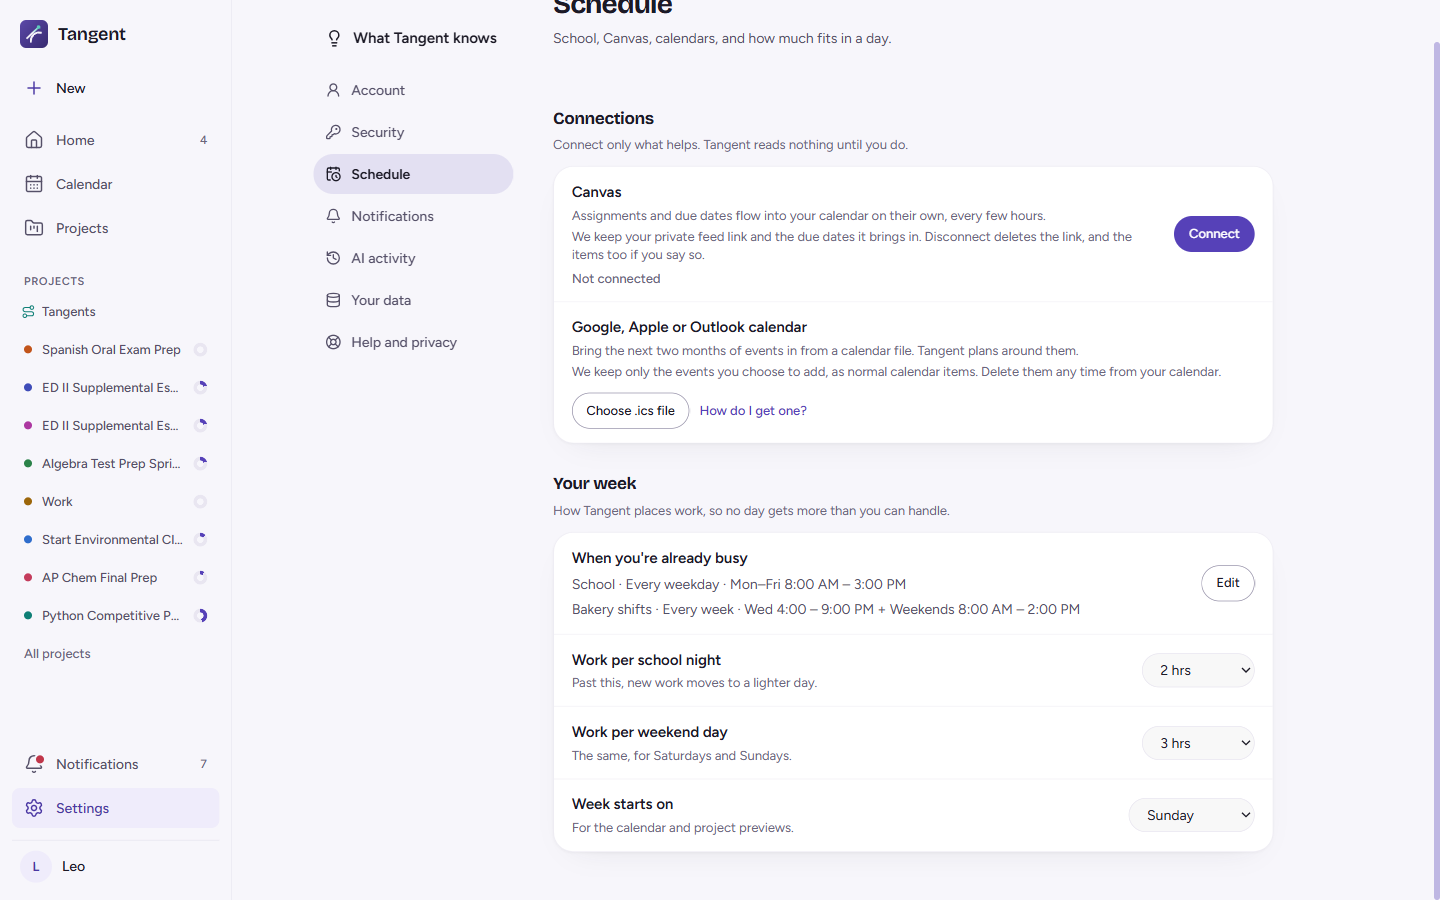 Tangent
New
Home 4
Calendar
Projects
PROJECTS
Tangents
Spanish Oral Exam Prep
ED II Supplemental Es...
ED II Supplemental Es...
Algebra Test Prep Spri...
Work
Start Environmental Cl...
AP Chem Final Prep
Python Competitive P...
All projects
Notifications 7
Settings
L Leo
What Tangent knows
Account
Security
Schedule
Notifications
AI activity
Your data
Help and privacy
Schedule
School, Canvas, calendars, and how much fits in a day.
Connections
Connect only what helps. Tangent reads nothing until you do.
Canvas
Assignments and due dates flow into your calendar on their own, every few hours.
We keep your private feed link and the due dates it brings in. Disconnect deletes the link, and the
items too if you say so.
Not connected
Connect
Google, Apple or Outlook calendar
Bring the next two months of events in from a calendar file. Tangent plans around them.
We keep only the events you choose to add, as normal calendar items. Delete them any time from your calendar.
Choose .ics file How do I get one?
Your week
How Tangent places work, so no day gets more than you can handle.
When you're already busy
School · Every weekday · Mon–Fri 8:00 AM – 3:00 PM
Bakery shifts · Every week · Wed 4:00 – 9:00 PM + Weekends 8:00 AM – 2:00 PM
Edit
Work per school night
Past this, new work moves to a lighter day.
2 hrs
Work per weekend day
The same, for Saturdays and Sundays.
3 hrs
Week starts on
For the calendar and project previews.
Sunday